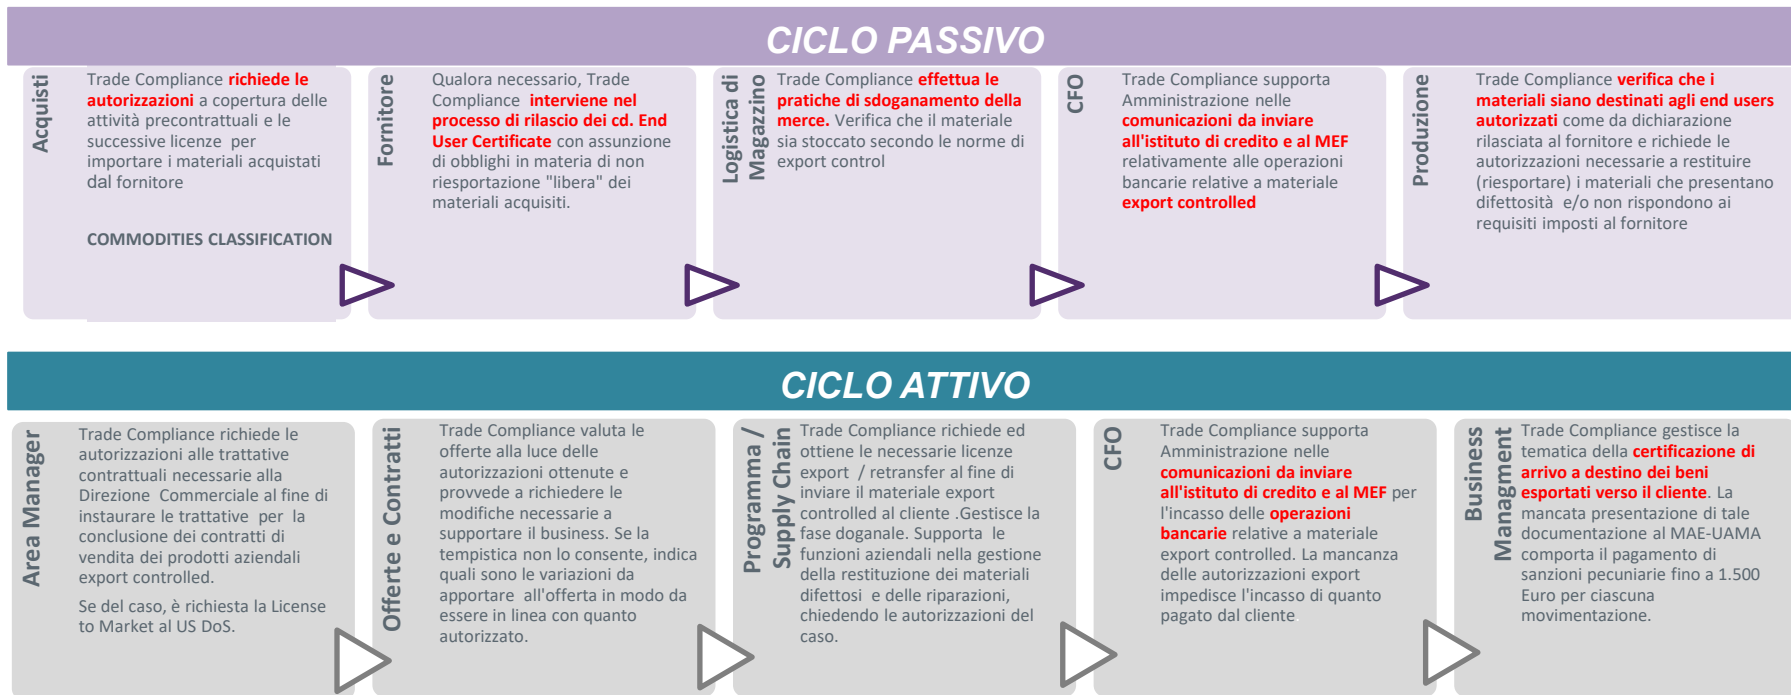 CICLO PASSIVO
Acquisti
Trade Compliance richiede le
autorizzazioni a copertura delle
attività precontrattuali e le
successive licenze per
importare i materiali acquistati
dal fornitore
COMMODITIES CLASSIFICATION
Fornitore
Qualora necessario, Trade
Compliance interviene nel
processo di rilascio dei cd. End
User Certificate con assunzione
di obblighi in materia di non
riesportazione "libera" dei
materiali acquisiti.
Logistica di
Magazzino
Trade Compliance effettua le
pratiche di sdoganamento della
merce. Verifica che il materiale
sia stoccato secondo le norme di
export control
CFO
Trade Compliance supporta
Amministrazione nelle
comunicazioni da inviare
all'istituto di credito e al MEF
relativamente alle operazioni
bancarie relative a materiale
export controlled
Produzione
Trade Compliance verifica che i
materiali siano destinati agli end users
autorizzati come da dichiarazione
rilasciata al fornitore e richiede le
autorizzazioni necessarie a restituire
(riesportare) i materiali che presentano
difettosità e/o non rispondono ai
requisiti imposti al fornitore
CICLO ATTIVO
Area Manager
Trade Compliance richiede le
autorizzazioni alle trattative
contrattuali necessarie alla
Direzione Commerciale al fine di
instaurare le trattative per la
conclusione dei contratti di
vendita dei prodotti aziendali
export controlled.
Se del caso, è richiesta la License
to Market al US DoS.
Offerte e Contratti
Trade Compliance valuta le
offerte alla luce delle
autorizzazioni ottenute e
provvede a richiedere le
modifiche necessarie a
supportare il business. Se la
tempistica non lo consente, indica
quali sono le variazioni da
apportare all'offerta in modo da
essere in linea con quanto
autorizzato.
Programma /
Supply Chain
Trade Compliance richiede ed
ottiene le necessarie licenze
export / retransfer al fine di
inviare il materiale export
controlled al cliente .Gestisce la
fase doganale. Supporta le
funzioni aziendali nella gestione
della restituzione dei materiali
difettosi e delle riparazioni,
chiedendo le autorizzazioni del
caso.
CFO
Trade Compliance supporta
Amministrazione nelle
comunicazioni da inviare
all'istituto di credito e al MEF per
l'incasso delle operazioni
bancarie relative a materiale
export controlled. La mancanza
delle autorizzazioni export
impedisce l'incasso di quanto
pagato dal cliente
Business
Managment
Trade Compliance gestisce la
tematica della certificazione di
arrivo a destino dei beni
esportati verso il cliente. La
mancata presentazione di tale
documentazione al MAE-UAMA
comporta il pagamento di
sanzioni pecuniarie fino a 1.500
Euro per ciascuna
movimentazione.